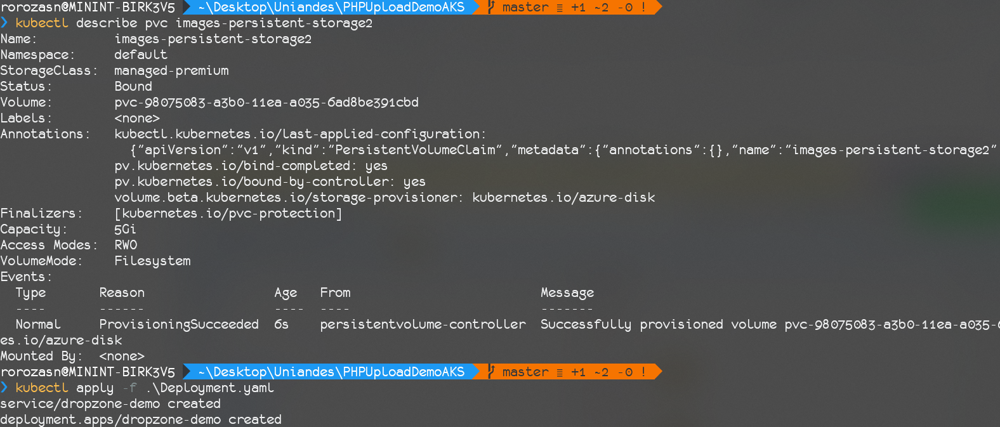 rorozasn@MININT-BIRK3V5 ~\Desktop\Uniandes\PHPUploadDemoAKS master ≡ +1 ~2 -0 !
❯ kubectl describe pvc images-persistent-storage2
Name: images-persistent-storage2
Namespace: default
StorageClass: managed-premium
Status: Bound
Volume: pvc-98075083-a3b0-11ea-a035-6ad8be391cbd
Labels: <none>
Annotations: kubectl.kubernetes.io/last-applied-configuration:
{"apiVersion":"v1","kind":"PersistentVolumeClaim","metadata":{"annotations":{},"name":"images-persistent-storage2"
pv.kubernetes.io/bind-completed: yes
pv.kubernetes.io/bound-by-controller: yes
volume.beta.kubernetes.io/storage-provisioner: kubernetes.io/azure-disk
Finalizers: [kubernetes.io/pvc-protection]
Capacity: 5Gi
Access Modes: RWO
VolumeMode: Filesystem
Events:
Type Reason Age From Message
---- ------ ---- ---- -------
Normal ProvisioningSucceeded 6s persistentvolume-controller Successfully provisioned volume pvc-98075083-a3b0-11ea-a035-6
es.io/azure-disk
Mounted By: <none>
rorozasn@MININT-BIRK3V5 ~\Desktop\Uniandes\PHPUploadDemoAKS master ≡ +1 ~2 -0 !
❯ kubectl apply -f .\Deployment.yaml
service/dropzone-demo created
deployment.apps/dropzone-demo created